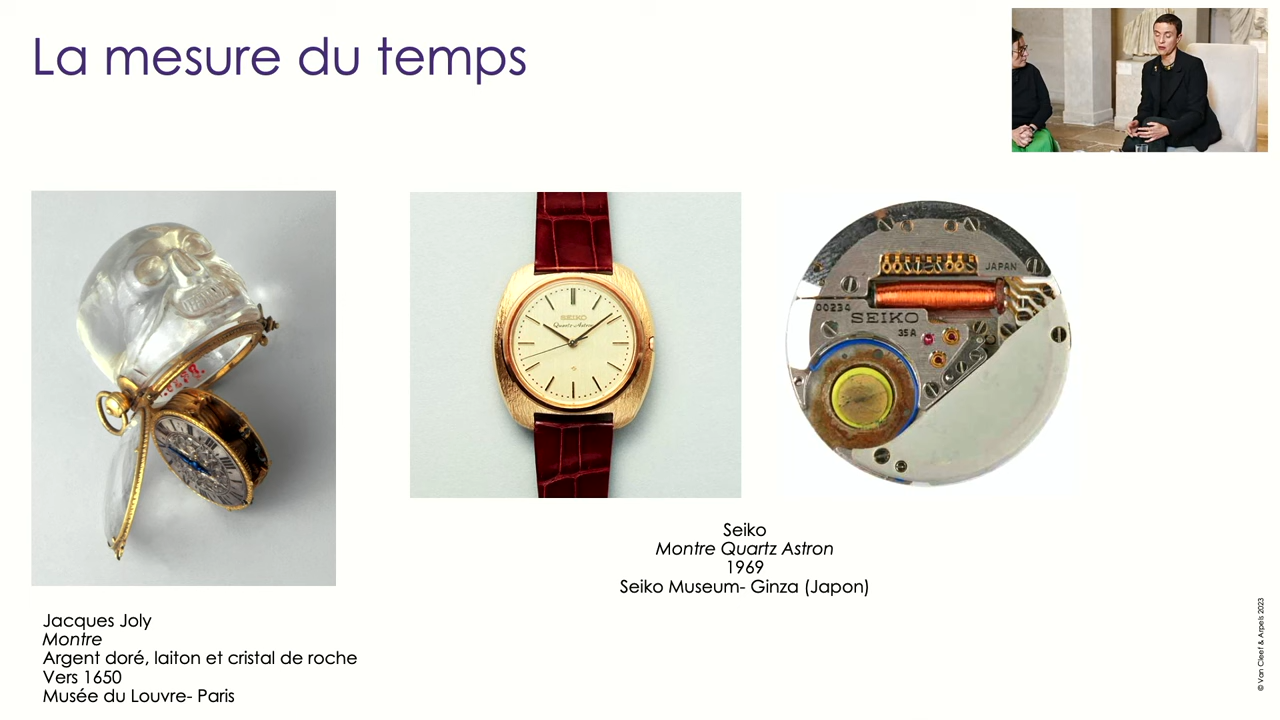 La mesure du temps
SEIKO
Quartz Astron
JAPAN
00234
SEIKO
35A
Seiko
Montre Quartz Astron
1969
Seiko Museum- Ginza (Japon)
Jacques Joly
Montre
Argent doré, laiton et cristal de roche
Vers 1650
Musée du Louvre- Paris
© Van Cleef & Arpels 2023